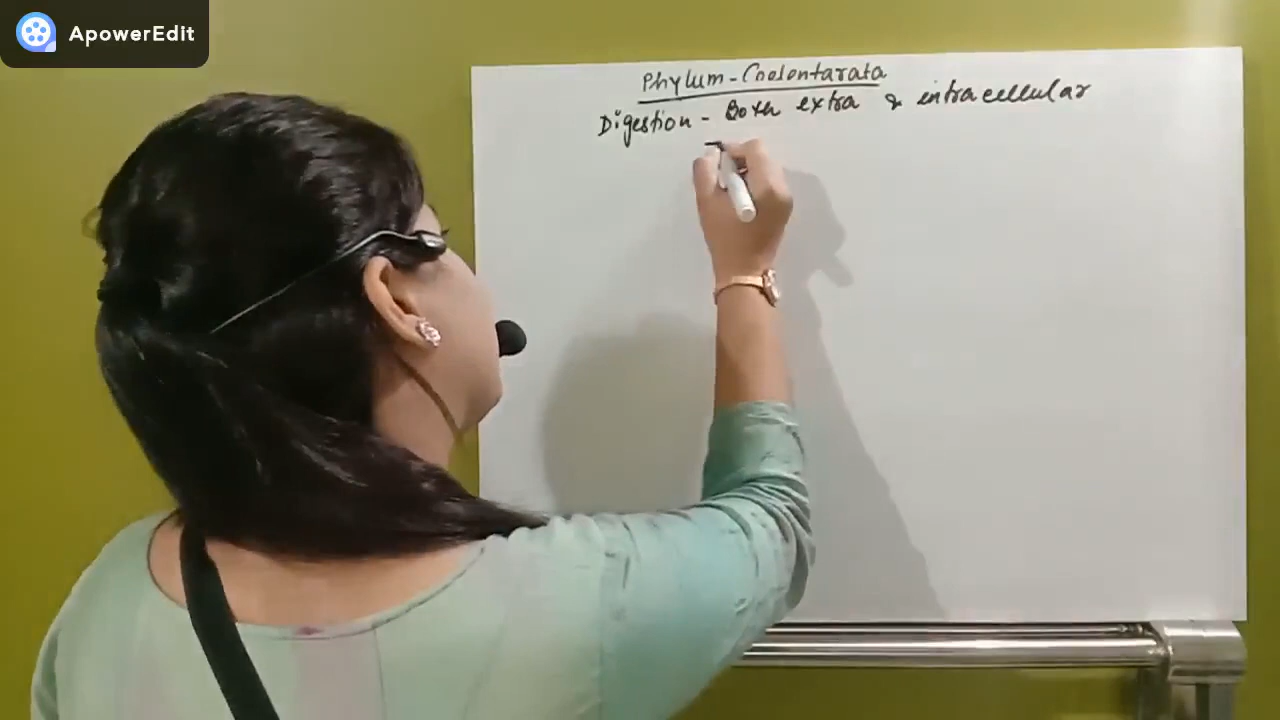 ApowerEdit
Phylum-Coelentarata
Digestion - Both extra & intracellular